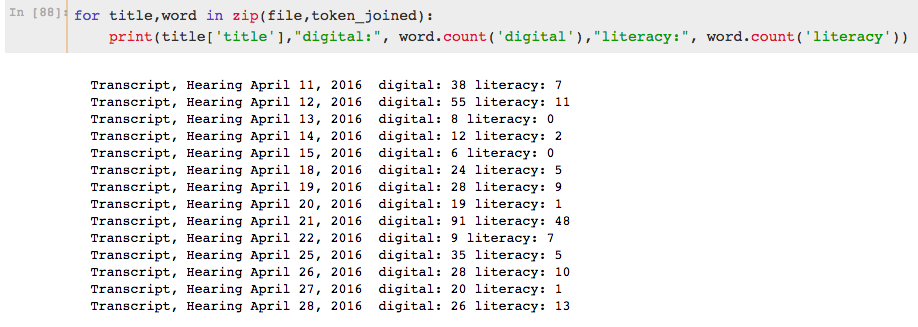 In [88]: for title,word in zip(file,token_joined):
print(title['title'],"digital:", word.count('digital'),"literacy:", word.count('literacy'))
Transcript, Hearing April 11, 2016  digital: 38 literacy: 7
Transcript, Hearing April 12, 2016  digital: 55 literacy: 11
Transcript, Hearing April 13, 2016  digital: 8 literacy: 0
Transcript, Hearing April 14, 2016  digital: 12 literacy: 2
Transcript, Hearing April 15, 2016  digital: 6 literacy: 0
Transcript, Hearing April 18, 2016  digital: 24 literacy: 5
Transcript, Hearing April 19, 2016  digital: 28 literacy: 9
Transcript, Hearing April 20, 2016  digital: 19 literacy: 1
Transcript, Hearing April 21, 2016  digital: 91 literacy: 48
Transcript, Hearing April 22, 2016  digital: 9 literacy: 7
Transcript, Hearing April 25, 2016  digital: 35 literacy: 5
Transcript, Hearing April 26, 2016  digital: 28 literacy: 10
Transcript, Hearing April 27, 2016  digital: 20 literacy: 1
Transcript, Hearing April 28, 2016  digital: 26 literacy: 13